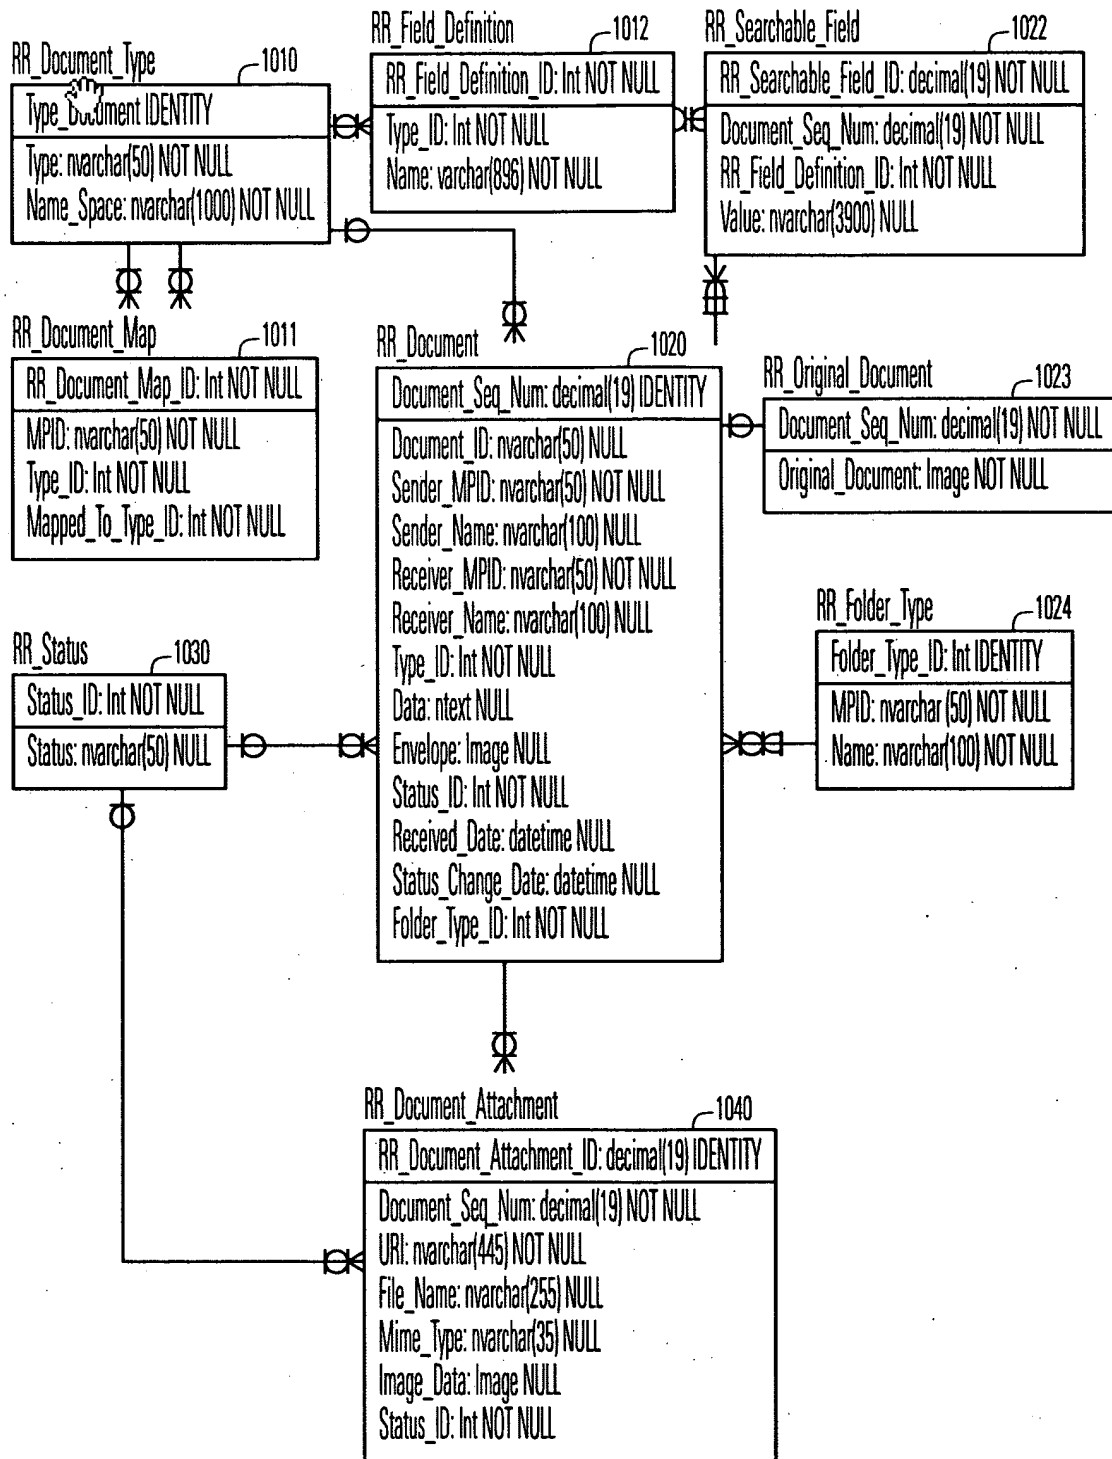 RR_Document_Type
1010
Type_Document IDENTITY
Type: nvarchar(50) NOT NULL
Name_Space: nvarchar(1000) NOT NULL
RR_Field_Definition
1012
RR_Field_Definition_ID: Int NOT NULL
Type_ID: Int NOT NULL
Name: varchar(896) NOT NULL
RR_Searchable_Field
1022
RR_Searchable_Field_ID: decimal(19) NOT NULL
Document_Seq_Num: decimal(19) NOT NULL
RR_Field_Definition_ID: Int NOT NULL
Value: nvarchar(3900) NULL
RR_Document_Map
1011
RR_Document_Map_ID: Int NOT NULL
MPID: nvarchar(50) NOT NULL
Type_ID: Int NOT NULL
Mapped_To_Type_ID: Int NOT NULL
RR_Document
1020
Document_Seq_Num: decimal(19) IDENTITY
Document_ID: nvarchar(50) NULL
Sender_MPID: nvarchar(50) NOT NULL
Sender_Name: nvarchar(100) NULL
Receiver_MPID: nvarchar(50) NOT NULL
Receiver_Name: nvarchar(100) NULL
Type_ID: Int NOT NULL
Data: ntext NULL
Envelope: Image NULL
Status_ID: Int NOT NULL
Received_Date: datetime NULL
Status_Change_Date: datetime NULL
Folder_Type_ID: Int NOT NULL
RR_Original_Document
1023
Document_Seq_Num: decimal(19) NOT NULL
Original_Document: Image NOT NULL
RR_Folder_Type
1024
Folder_Type_ID: Int IDENTITY
MPID: nvarchar (50) NOT NULL
Name: nvarchar(100) NOT NULL
RR_Status
1030
Status_ID: Int NOT NULL
Status: nvarchar(50) NULL
RR_Document_Attachment
1040
RR_Document_Attachment_ID: decimal(19) IDENTITY
Document_Seq_Num: decimal(19) NOT NULL
URI: nvarchar(445) NOT NULL
File_Name: nvarchar(255) NULL
Mime_Type: nvarchar(35) NULL
Image_Data: Image NULL
Status_ID: Int NOT NULL